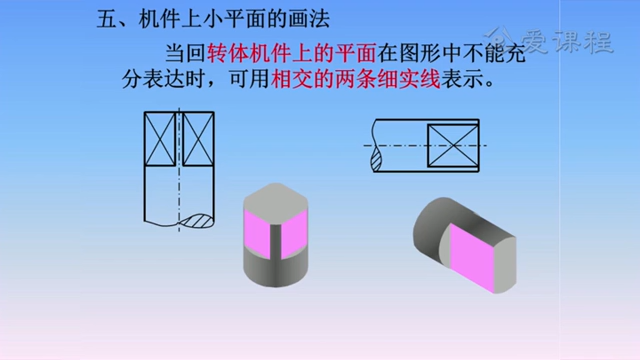 五、机件上小平面的画法
爱课程
当回转体机件上的平面在图形中不能充
分表达时，可用相交的两条细实线表示。